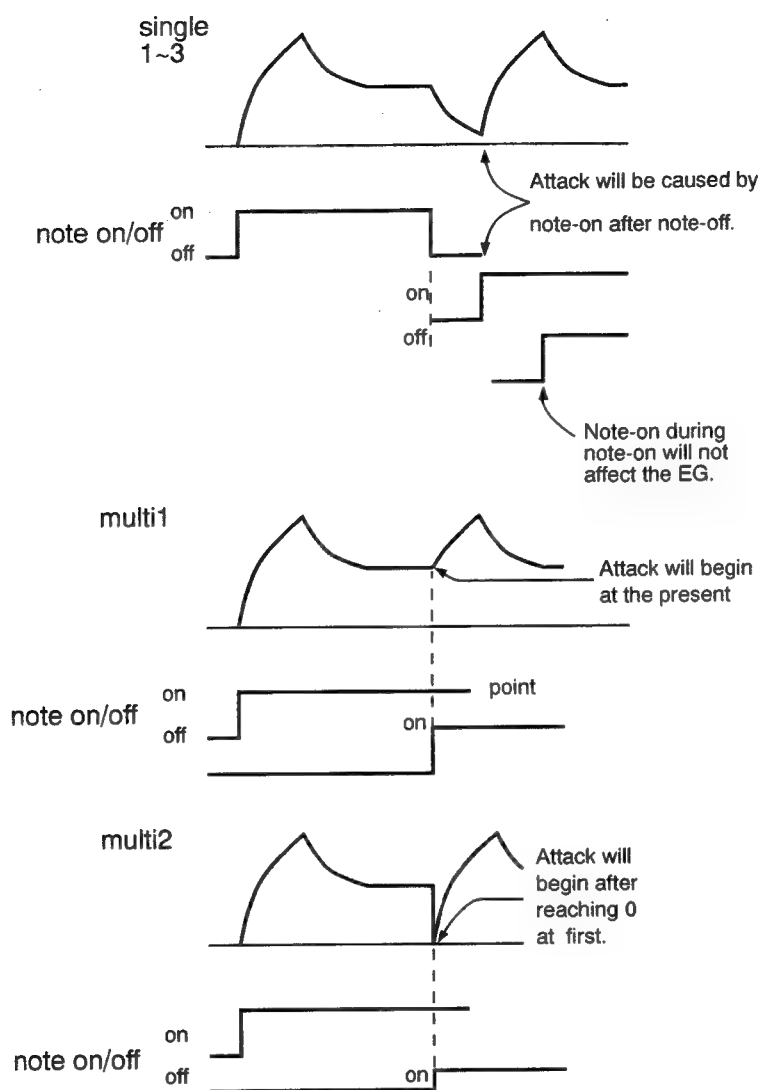 single
1~3
Attack will be caused by
note-on after note-off.
on
note on/off
off
on
off
Note-on during
note-on will not
affect the EG.
multi1
Attack will begin
at the present
point
on
note on/off
off
on
multi2
Attack will
begin after
reaching 0
at first.
on
note on/off
off
on